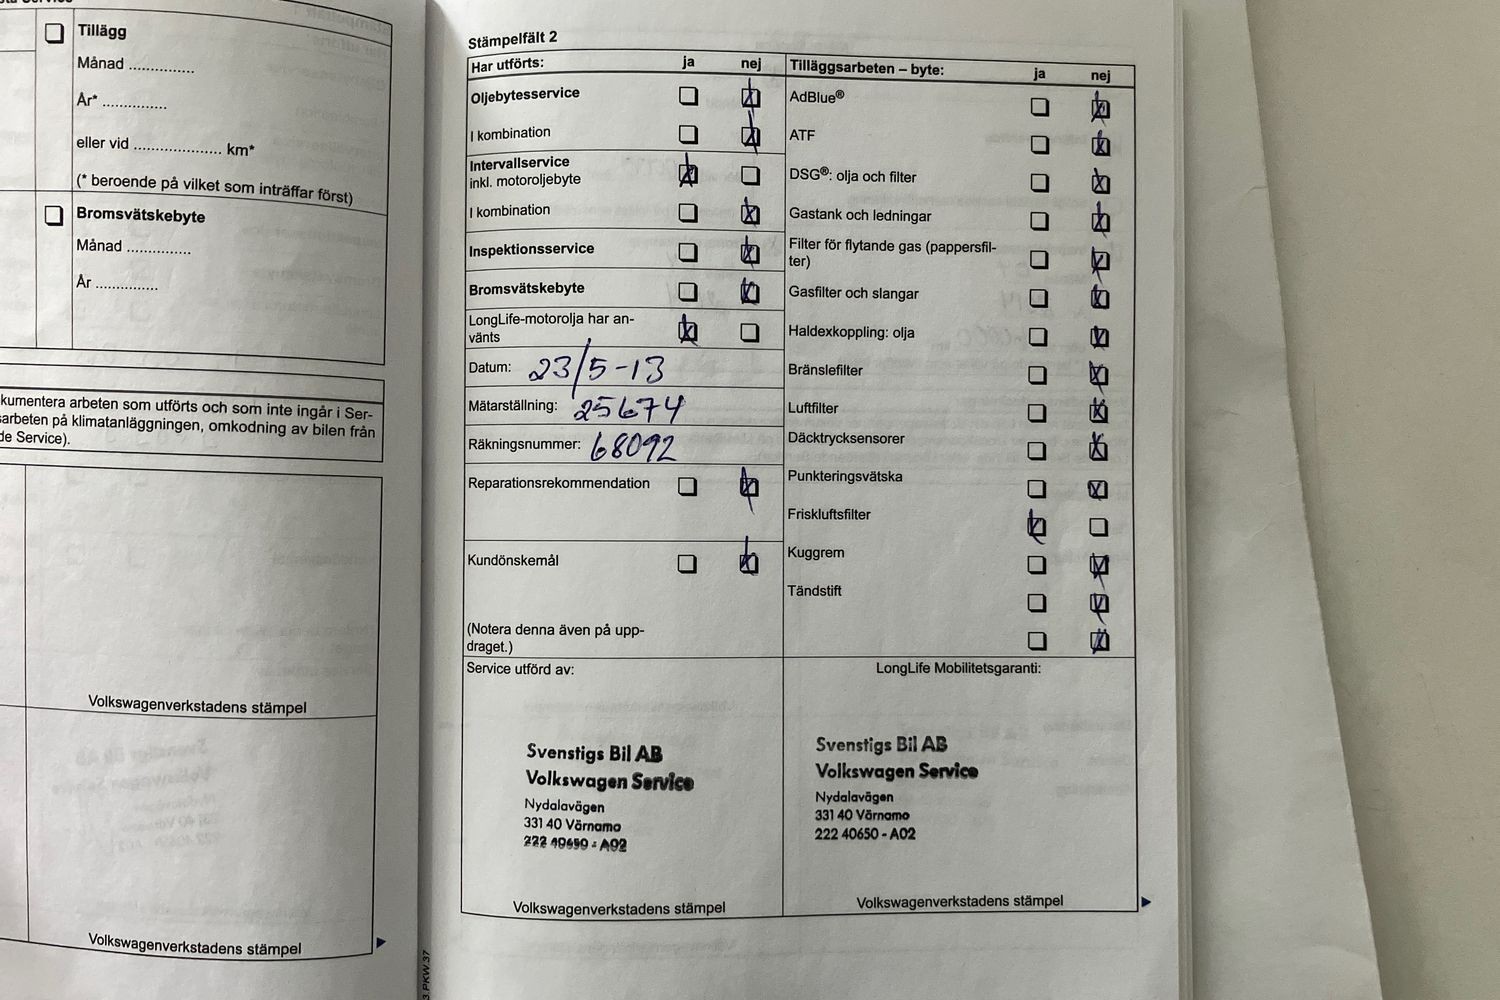 Tillägg
Månad ..............
År* ..............
eller vid ................... km*
(* beroende på vilket som inträffar först)
Bromsvätskebyte
Månad ..............
År ..............
kumentera arbeten som utförts och som inte ingår i Ser-
arbeten på klimatanläggningen, omkodning av bilen från
de Service).
Volkswagenverkstadens stämpel
Volkswagenverkstadens stämpel
3.PKW.37
Stämpelfält 2
Har utförts: ja nej
Oljebytesservice
I kombination
Intervallservice
inkl. motoroljebyte
I kombination
Inspektionsservice
Bromsvätskebyte
LongLife-motorolja har an-
vänts
Datum: 23/5-13
Mätarställning: 25674
Räkningsnummer: 68092
Reparationsrekommendation
Kundönskemål
(Notera denna även på upp-
draget.)
Tilläggsarbeten – byte: ja nej
AdBlue®
ATF
DSG®: olja och filter
Gastank och ledningar
Filter för flytande gas (pappersfil-
ter)
Gasfilter och slangar
Haldexkoppling: olja
Bränslefilter
Luftfilter
Däcktrycksensorer
Punkteringsvätska
Friskluftsfilter
Kuggrem
Tändstift
Service utförd av:
Svenstigs Bil AB
Volkswagen Service
Nydalavägen
331 40 Värnamo
222 40650 - A02
Volkswagenverkstadens stämpel
LongLife Mobilitetsgaranti:
Svenstigs Bil AB
Volkswagen Service
Nydalavägen
331 40 Värnamo
222 40650 - A02
Volkswagenverkstadens stämpel